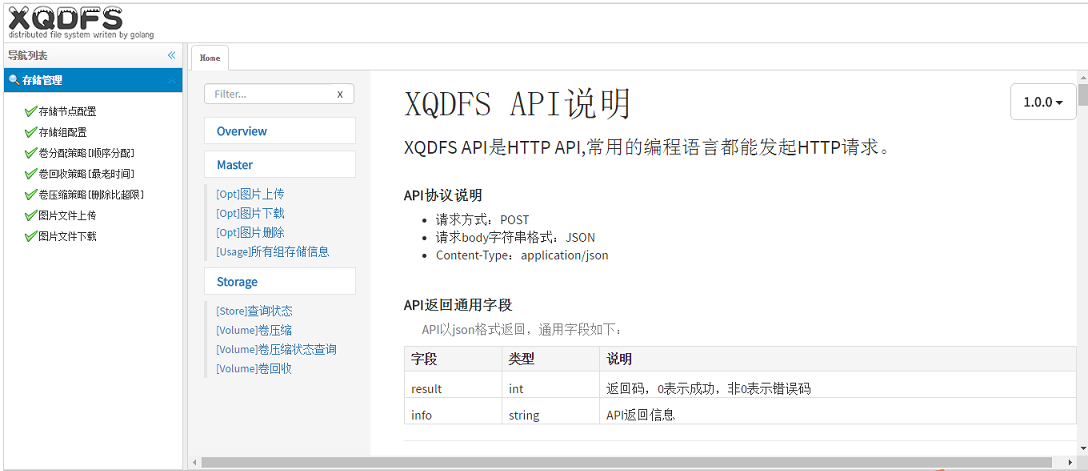 XQDFS
distributed file system writen by golang
导航列表
存储管理
存储节点配置
存储组配置
卷分配策略[顺序分配]
卷回收策略[最老时间]
卷压缩策略[删除比超限]
图片文件上传
图片文件下载
Home
Filter... x
Overview
Master
[Opt]图片上传
[Opt]图片下载
[Opt]图片删除
[Usage]所有组存储信息
Storage
[Store]查询状态
[Volume]卷压缩
[Volume]卷压缩状态查询
[Volume]卷回收
XQDFS API说明
1.0.0
XQDFS API是HTTP API,常用的编程语言都能发起HTTP请求。
API协议说明
请求方式：POST
请求body字符串格式：JSON
Content-Type：application/json
API返回通用字段
API以json格式返回，通用字段如下：
字段 类型 说明
result int 返回码，0表示成功，非0表示错误码
info string API返回信息